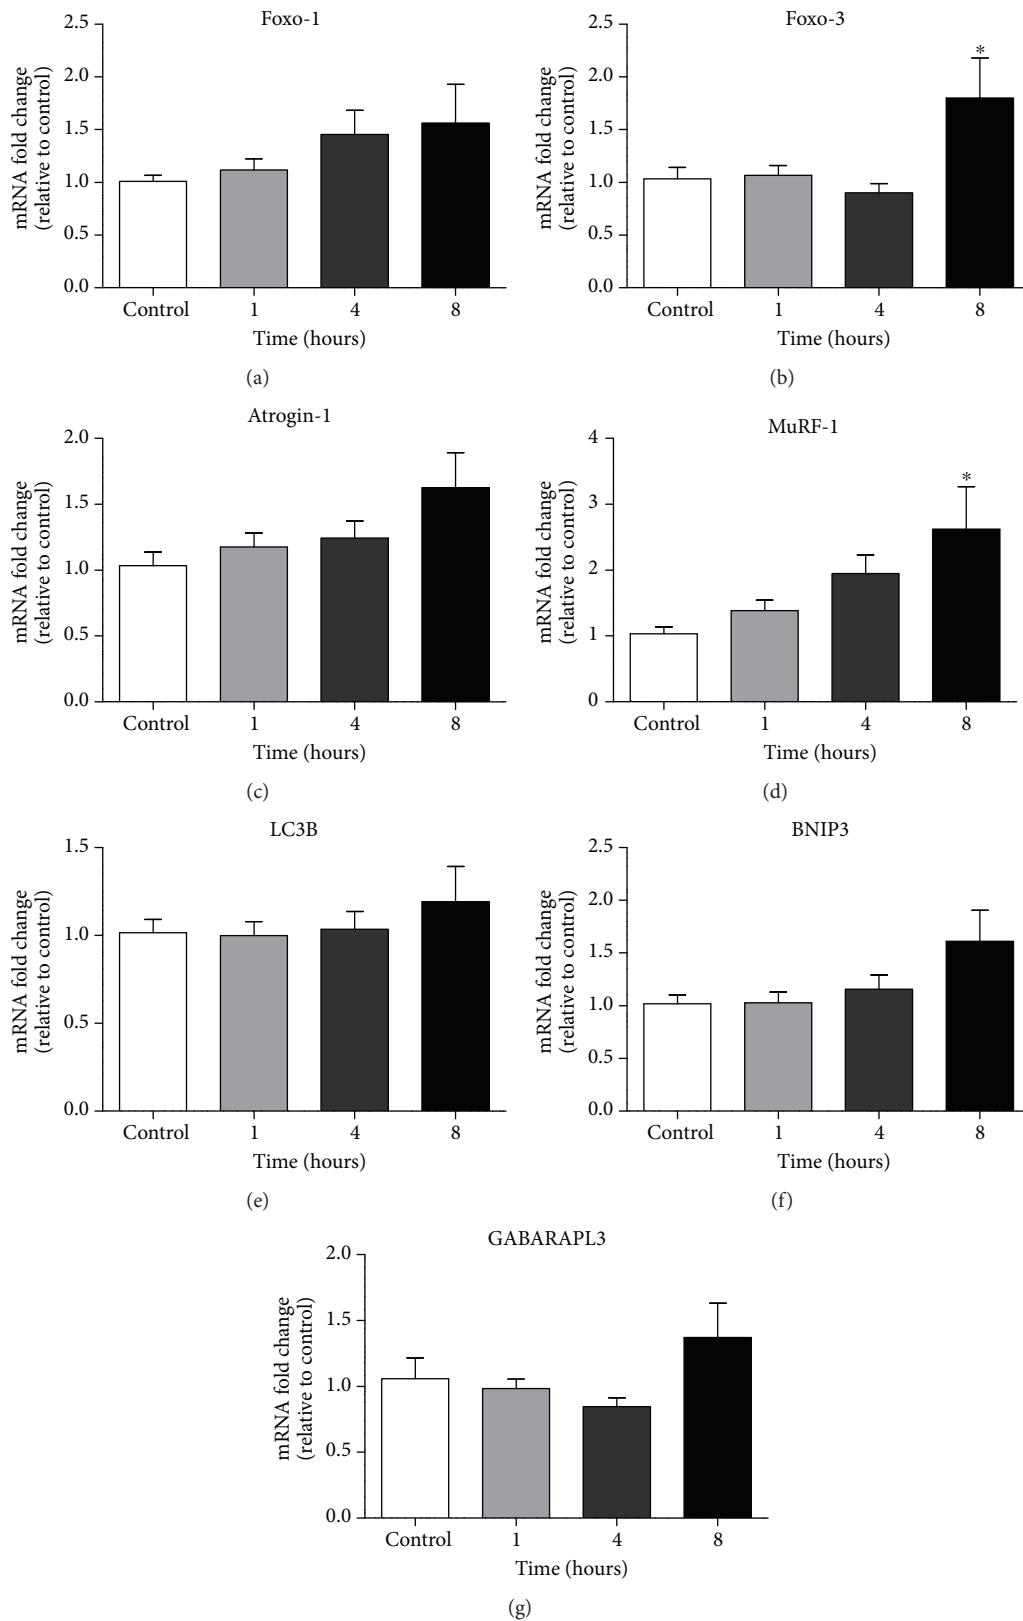 Foxo-1
mRNA fold change
(relative to control)
2.5
2.0
1.5
1.0
0.5
0.0
Control 1 4 8
Time (hours)
(a)
Foxo-3
mRNA fold change
(relative to control)
2.5
2.0
1.5
1.0
0.5
0.0
*
Control 1 4 8
Time (hours)
(b)
Atrogin-1
mRNA fold change
(relative to control)
2.0
1.5
1.0
0.5
0.0
Control 1 4 8
Time (hours)
(c)
MuRF-1
mRNA fold change
(relative to control)
4
3
2
1
0
*
Control 1 4 8
Time (hours)
(d)
LC3B
mRNA fold change
(relative to control)
1.5
1.0
0.5
0.0
Control 1 4 8
Time (hours)
(e)
BNIP3
mRNA fold change
(relative to control)
2.5
2.0
1.5
1.0
0.5
0.0
Control 1 4 8
Time (hours)
(f)
GABARAPL3
mRNA fold change
(relative to control)
2.0
1.5
1.0
0.5
0.0
Control 1 4 8
Time (hours)
(g)